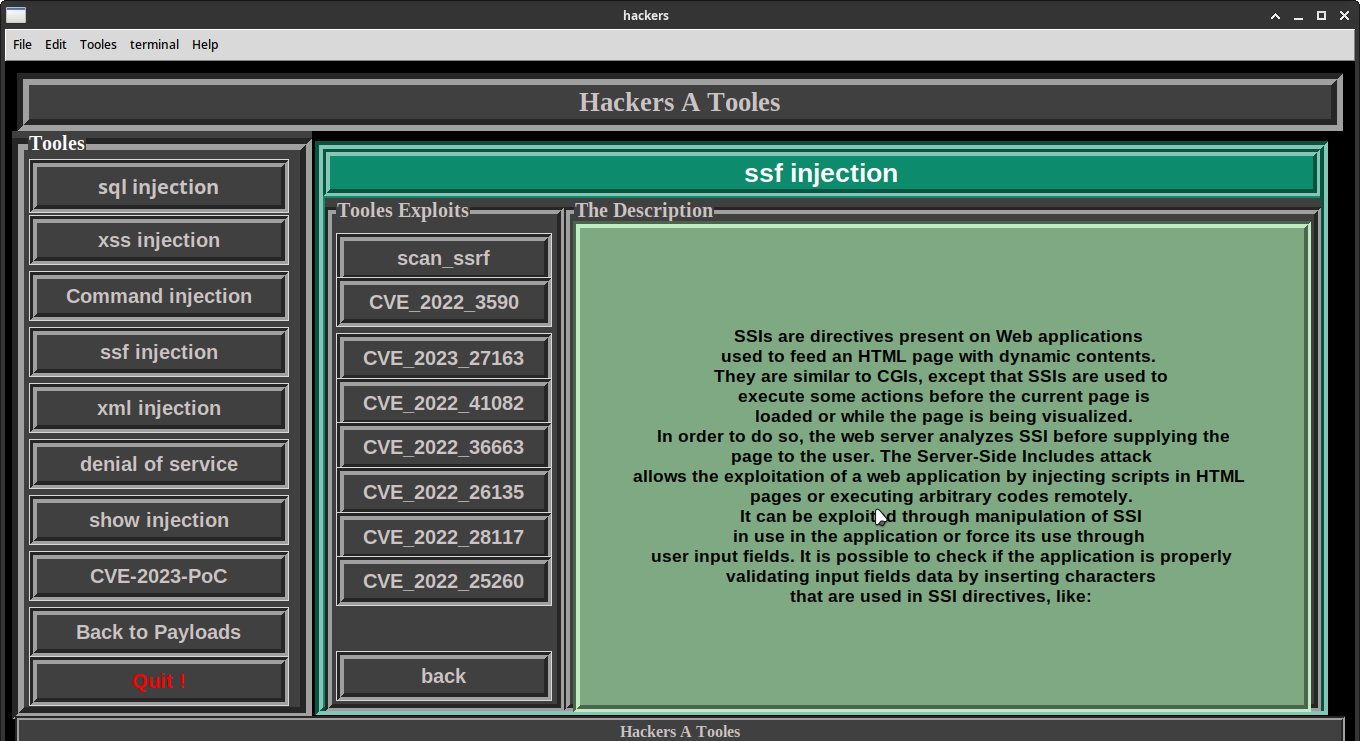 hackers
File Edit Tooles terminal Help
Hackers A Tooles
Tooles
sql injection
xss injection
Command injection
ssf injection
xml injection
denial of service
show injection
CVE-2023-PoC
Back to Payloads
Quit !
ssf injection
Tooles Exploits
scan_ssrf
CVE_2022_3590
CVE_2023_27163
CVE_2022_41082
CVE_2022_36663
CVE_2022_26135
CVE_2022_28117
CVE_2022_25260
back
The Description
SSIs are directives present on Web applications
used to feed an HTML page with dynamic contents.
They are similar to CGIs, except that SSIs are used to
execute some actions before the current page is
loaded or while the page is being visualized.
In order to do so, the web server analyzes SSI before supplying the
page to the user. The Server-Side Includes attack
allows the exploitation of a web application by injecting scripts in HTML
pages or executing arbitrary codes remotely.
It can be exploited through manipulation of SSI
in use in the application or force its use through
user input fields. It is possible to check if the application is properly
validating input fields data by inserting characters
that are used in SSI directives, like:
Hackers A Tooles